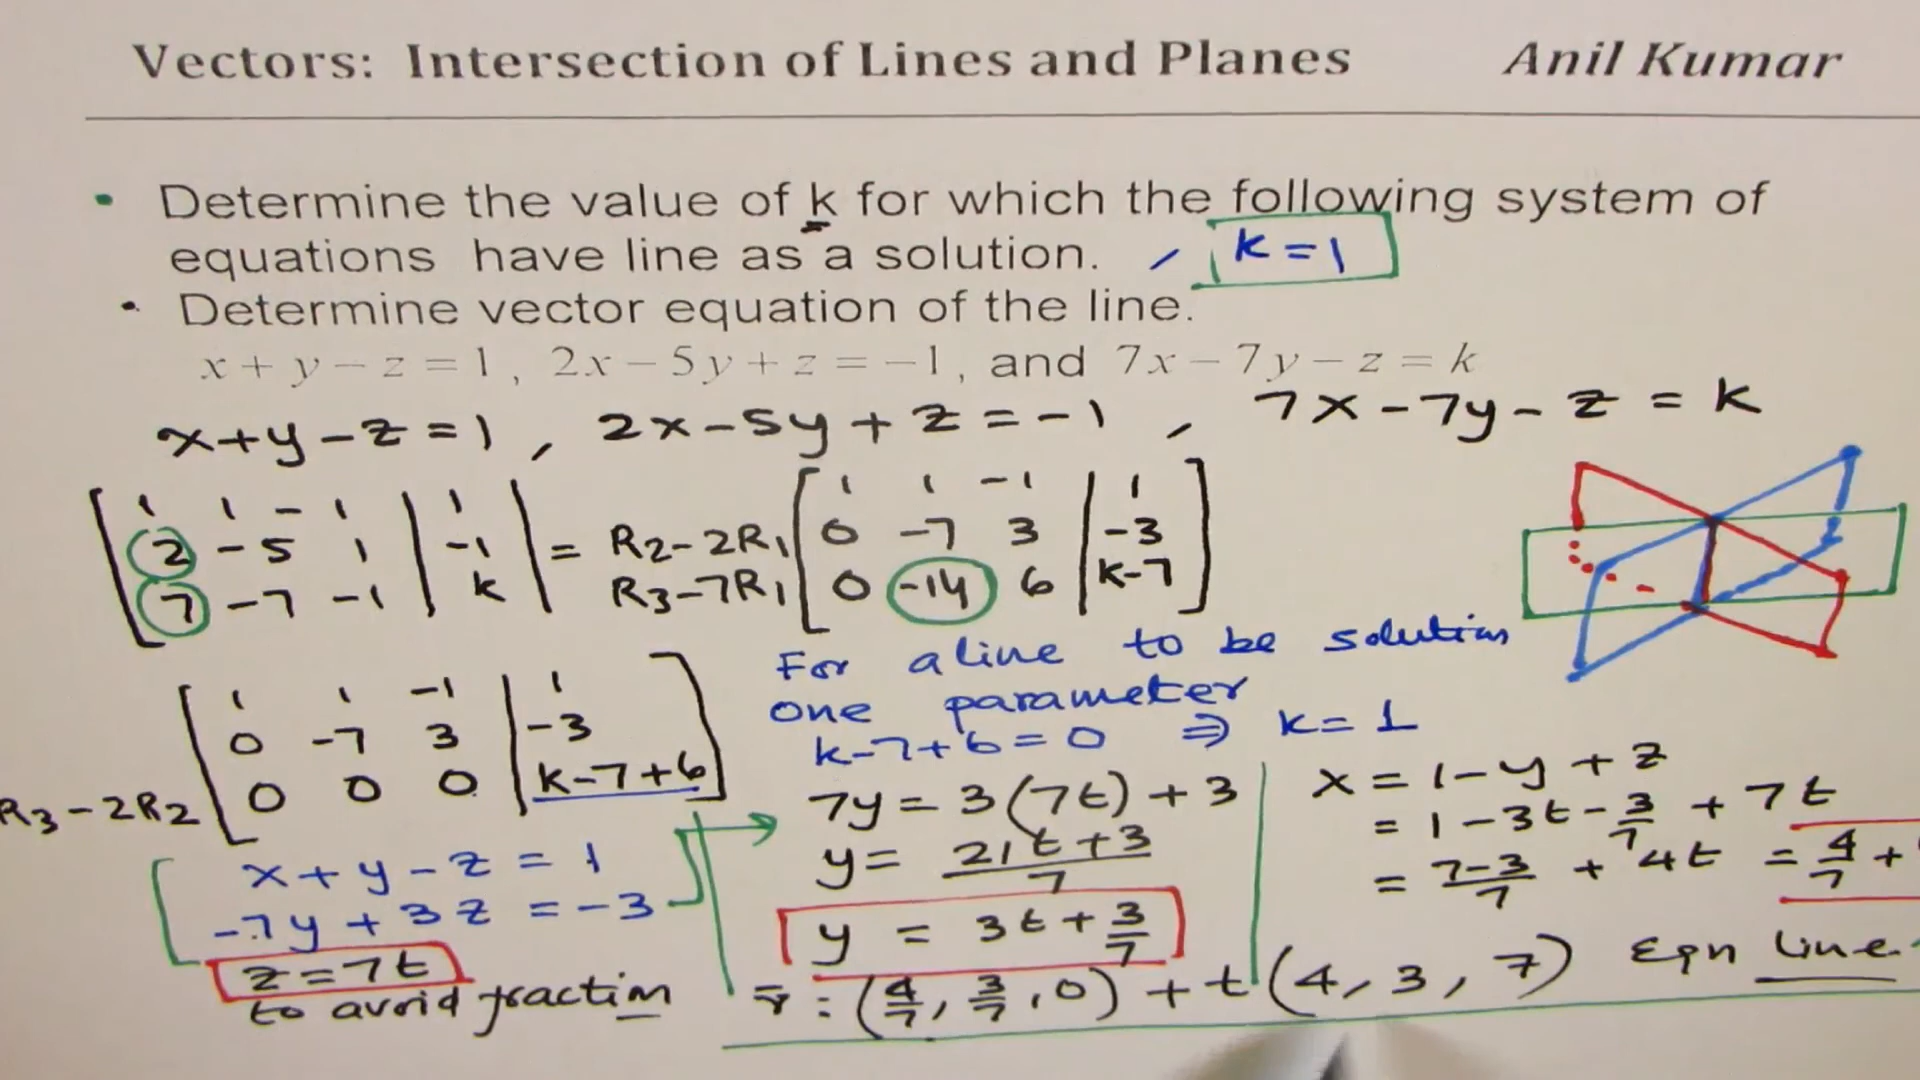 Vectors: Intersection of Lines and Planes Anil Kumar
• Determine the value of k for which the following system of
equations have line as a solution. , k = 1
• Determine vector equation of the line.
x + y − z = 1, 2x − 5y + z = −1, and 7x − 7y − z = k
x+y−z=1, 2x−5y+z=−1, 7x−7y−z=k
1 1 −1 | 1
2 −5 1 | −1
7 −7 −1 | k
=
R2−2R1
R3−7R1
1 1 −1 | 1
0 −7 3 | −3
0 −14 6 | k−7
R3−2R2
1 1 −1 | 1
0 −7 3 | −3
0 0 0 | k−7+6
For a line to be solution
one parameter
k−7+6=0 ⇒ k=1
x+y−z=1
−7y+3z=−3
z=7t
to avoid fraction
7y=3(7t)+3
y=(21t+3)/7
y = 3t+3/7
x=1−y+z
=1−3t−3/7+7t
=(7−3)/7+4t =4/7+
r̄=(4/7, 3/7, 0)+t(4,3,7) Eqn Line